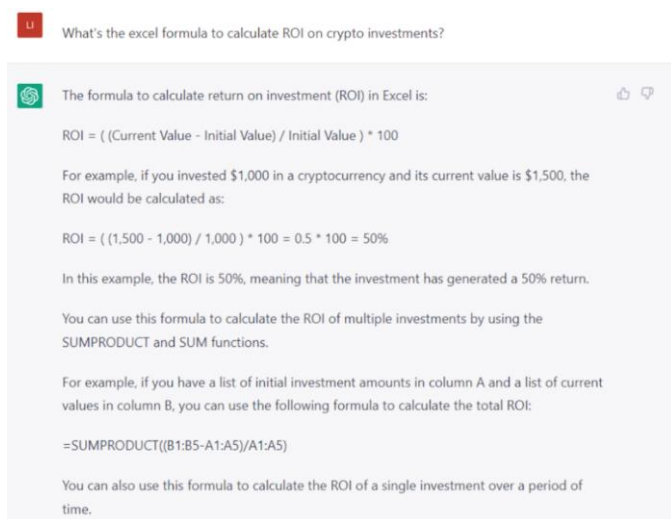 LI
What's the excel formula to calculate ROI on crypto investments?
The formula to calculate return on investment (ROI) in Excel is:
ROI = ( (Current Value - Initial Value) / Initial Value ) * 100
For example, if you invested $1,000 in a cryptocurrency and its current value is $1,500, the
ROI would be calculated as:
ROI = ( (1,500 - 1,000) / 1,000 ) * 100 = 0.5 * 100 = 50%
In this example, the ROI is 50%, meaning that the investment has generated a 50% return.
You can use this formula to calculate the ROI of multiple investments by using the
SUMPRODUCT and SUM functions.
For example, if you have a list of initial investment amounts in column A and a list of current
values in column B, you can use the following formula to calculate the total ROI:
=SUMPRODUCT((B1:B5-A1:A5)/A1:A5)
You can also use this formula to calculate the ROI of a single investment over a period of
time.